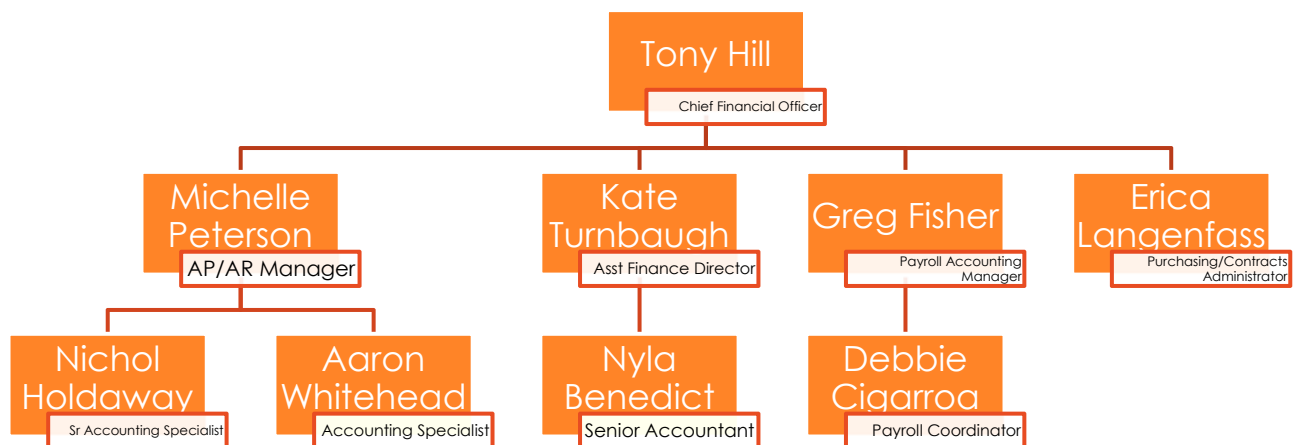 Tony Hill
Chief Financial Officer
Michelle
Peterson
AP/AR Manager
Kate
Turnbaugh
Asst Finance Director
Greg Fisher
Payroll Accounting
Manager
Erica
Langenfass
Purchasing/Contracts
Administrator
Nichol
Holdaway
Sr Accounting Specialist
Aaron
Whitehead
Accounting Specialist
Nyla
Benedict
Senior Accountant
Debbie
Cigarroa
Payroll Coordinator